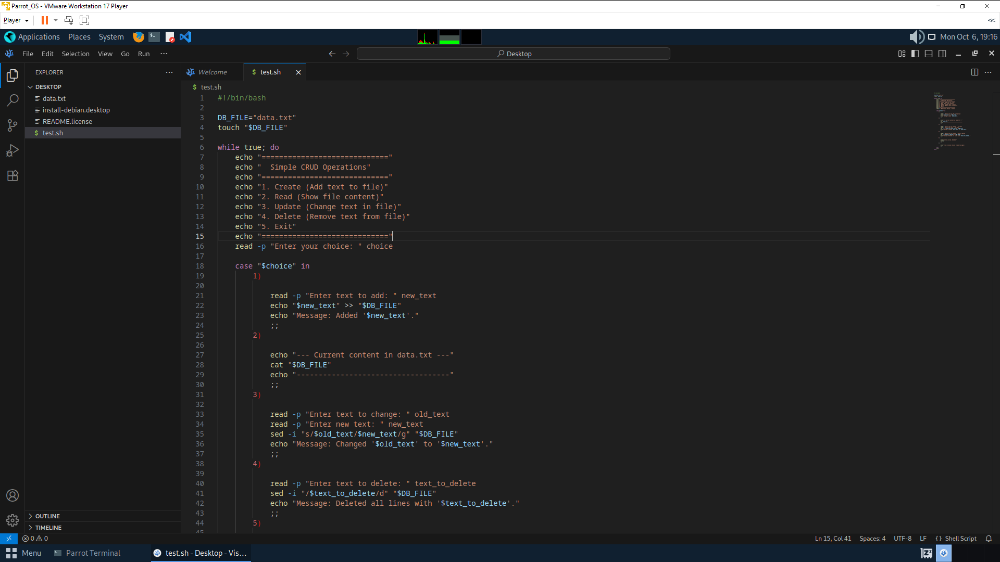 Parrot_OS - VMware Workstation 17 Player
Player
Applications Places System
Mon Oct 6, 19:16
File Edit Selection View Go Run ···
Desktop
EXPLORER
Welcome
test.sh
DESKTOP
data.txt
install-debian.desktop
README.license
test.sh
test.sh
1 #!/bin/bash
2
3 DB_FILE="data.txt"
4 touch "$DB_FILE"
5
6 while true; do
7     echo "============================="
8     echo "  Simple CRUD Operations"
9     echo "============================="
10     echo "1. Create (Add text to file)"
11     echo "2. Read (Show file content)"
12     echo "3. Update (Change text in file)"
13     echo "4. Delete (Remove text from file)"
14     echo "5. Exit"
15     echo "============================="
16     read -p "Enter your choice: " choice
17
18     case "$choice" in
19         1)
20
21             read -p "Enter text to add: " new_text
22             echo "$new_text" >> "$DB_FILE"
23             echo "Message: Added '$new_text'."
24             ;;
25         2)
26
27             echo "--- Current content in data.txt ---"
28             cat "$DB_FILE"
29             echo "-----------------------------------"
30             ;;
31         3)
32
33             read -p "Enter text to change: " old_text
34             read -p "Enter new text: " new_text
35             sed -i "s/$old_text/$new_text/g" "$DB_FILE"
36             echo "Message: Changed '$old_text' to '$new_text'."
37             ;;
38         4)
39
40             read -p "Enter text to delete: " text_to_delete
41             sed -i "/$text_to_delete/d" "$DB_FILE"
42             echo "Message: Deleted all lines with '$text_to_delete'."
43             ;;
44         5)
45
OUTLINE
TIMELINE
0 0
Ln 15, Col 41 Spaces: 4 UTF-8 LF {} Shell Script
Menu Parrot Terminal test.sh - Desktop - Vis...